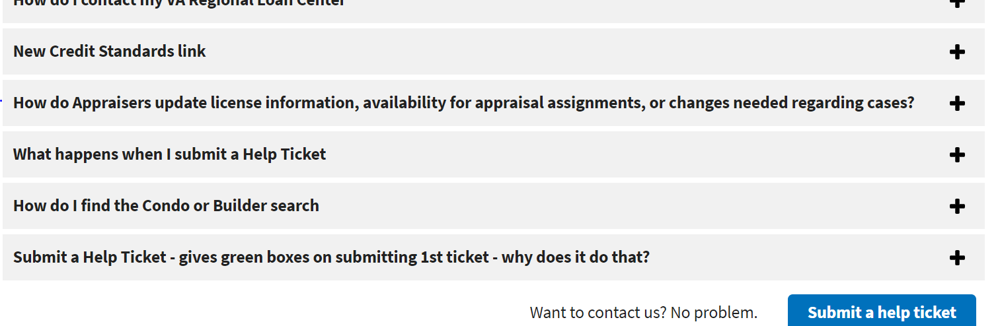 How do I contact my VA Regional Loan Center
New Credit Standards link
How do Appraisers update license information, availability for appraisal assignments, or changes needed regarding cases?
What happens when I submit a Help Ticket
How do I find the Condo or Builder search
Submit a Help Ticket - gives green boxes on submitting 1st ticket - why does it do that?
Want to contact us? No problem.
Submit a help ticket